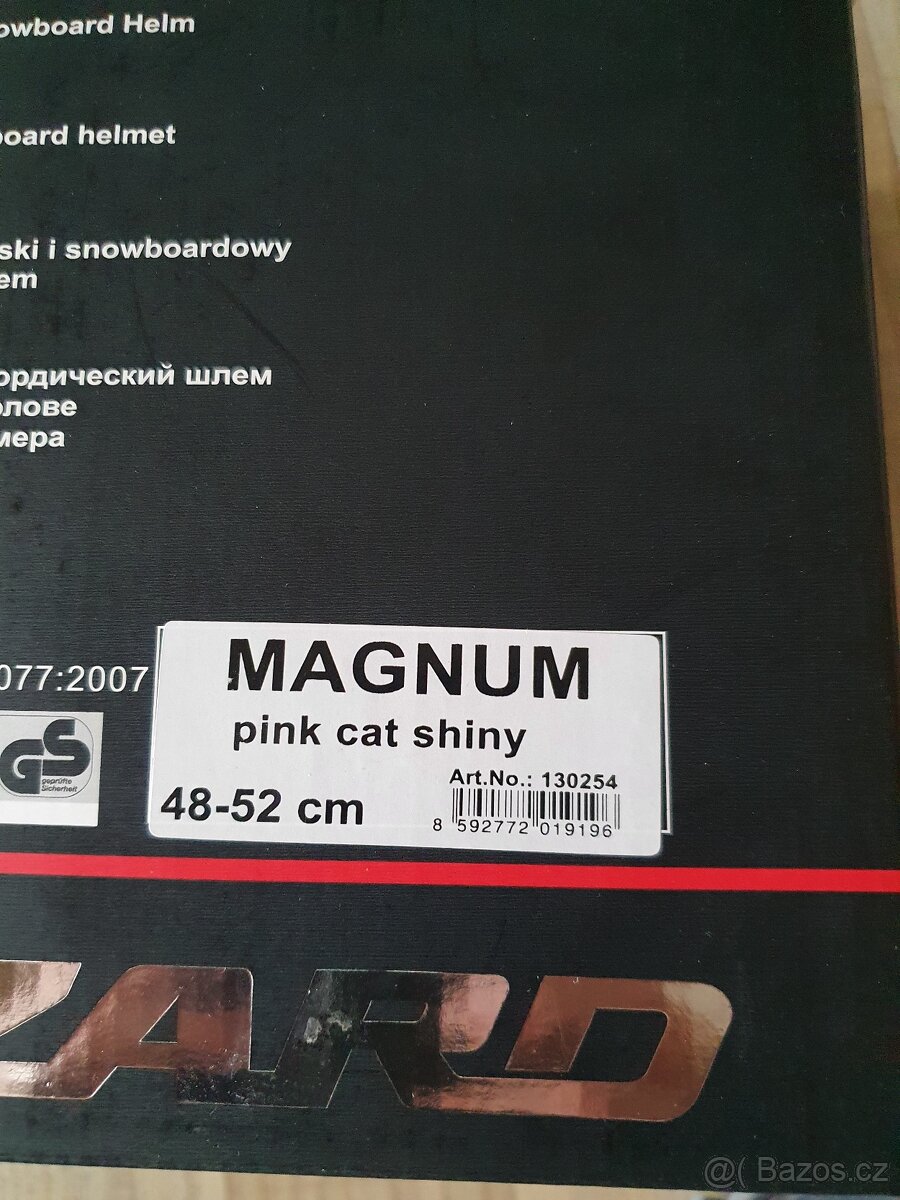 owboard Helm
board helmet
ski i snowboardowy
em
ордический шлем
олове
мера
077:2007
MAGNUM
pink cat shiny
GS
geprüfte
Sicherheit
Art.No.: 130254
48-52 cm
8 592772 019196
ZARD
@( Bazos.cz